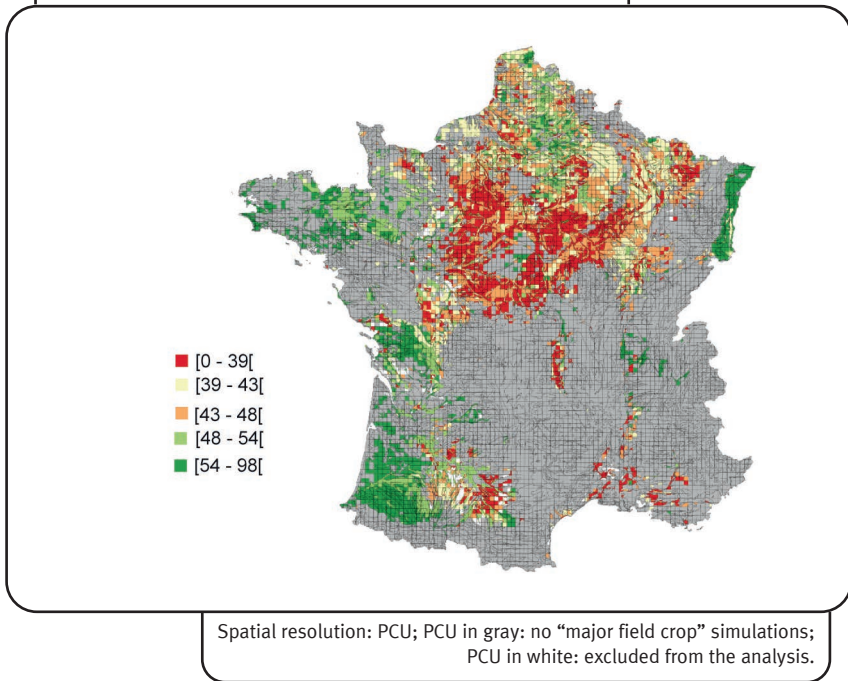 [0 - 39[
[39 - 43[
[43 - 48[
[48 - 54[
[54 - 98[
Spatial resolution: PCU; PCU in gray: no “major field crop” simulations;
PCU in white: excluded from the analysis.